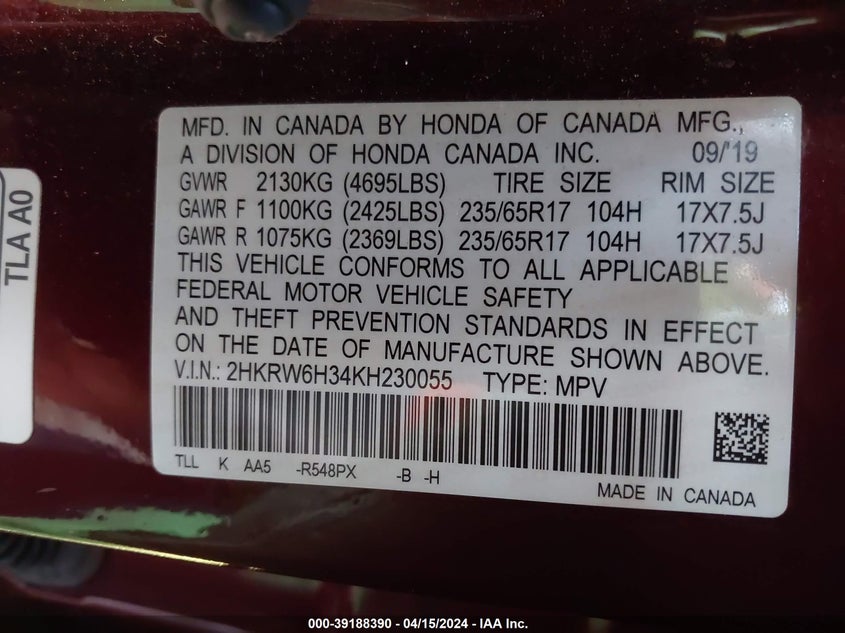 TLA A0
MFD. IN CANADA BY HONDA OF CANADA MFG.,
A DIVISION OF HONDA CANADA INC. 09/'19
GVWR 2130KG (4695LBS) TIRE SIZE RIM SIZE
GAWR F 1100KG (2425LBS) 235/65R17 104H 17X7.5J
GAWR R 1075KG (2369LBS) 235/65R17 104H 17X7.5J
THIS VEHICLE CONFORMS TO ALL APPLICABLE
FEDERAL MOTOR VEHICLE SAFETY
AND THEFT PREVENTION STANDARDS IN EFFECT
ON THE DATE OF MANUFACTURE SHOWN ABOVE.
V.I.N.: 2HKRW6H34KH230055 TYPE: MPV
TLL K AA5 -R548PX -B -H
MADE IN CANADA
000-39188390 - 04/15/2024 - IAA Inc.